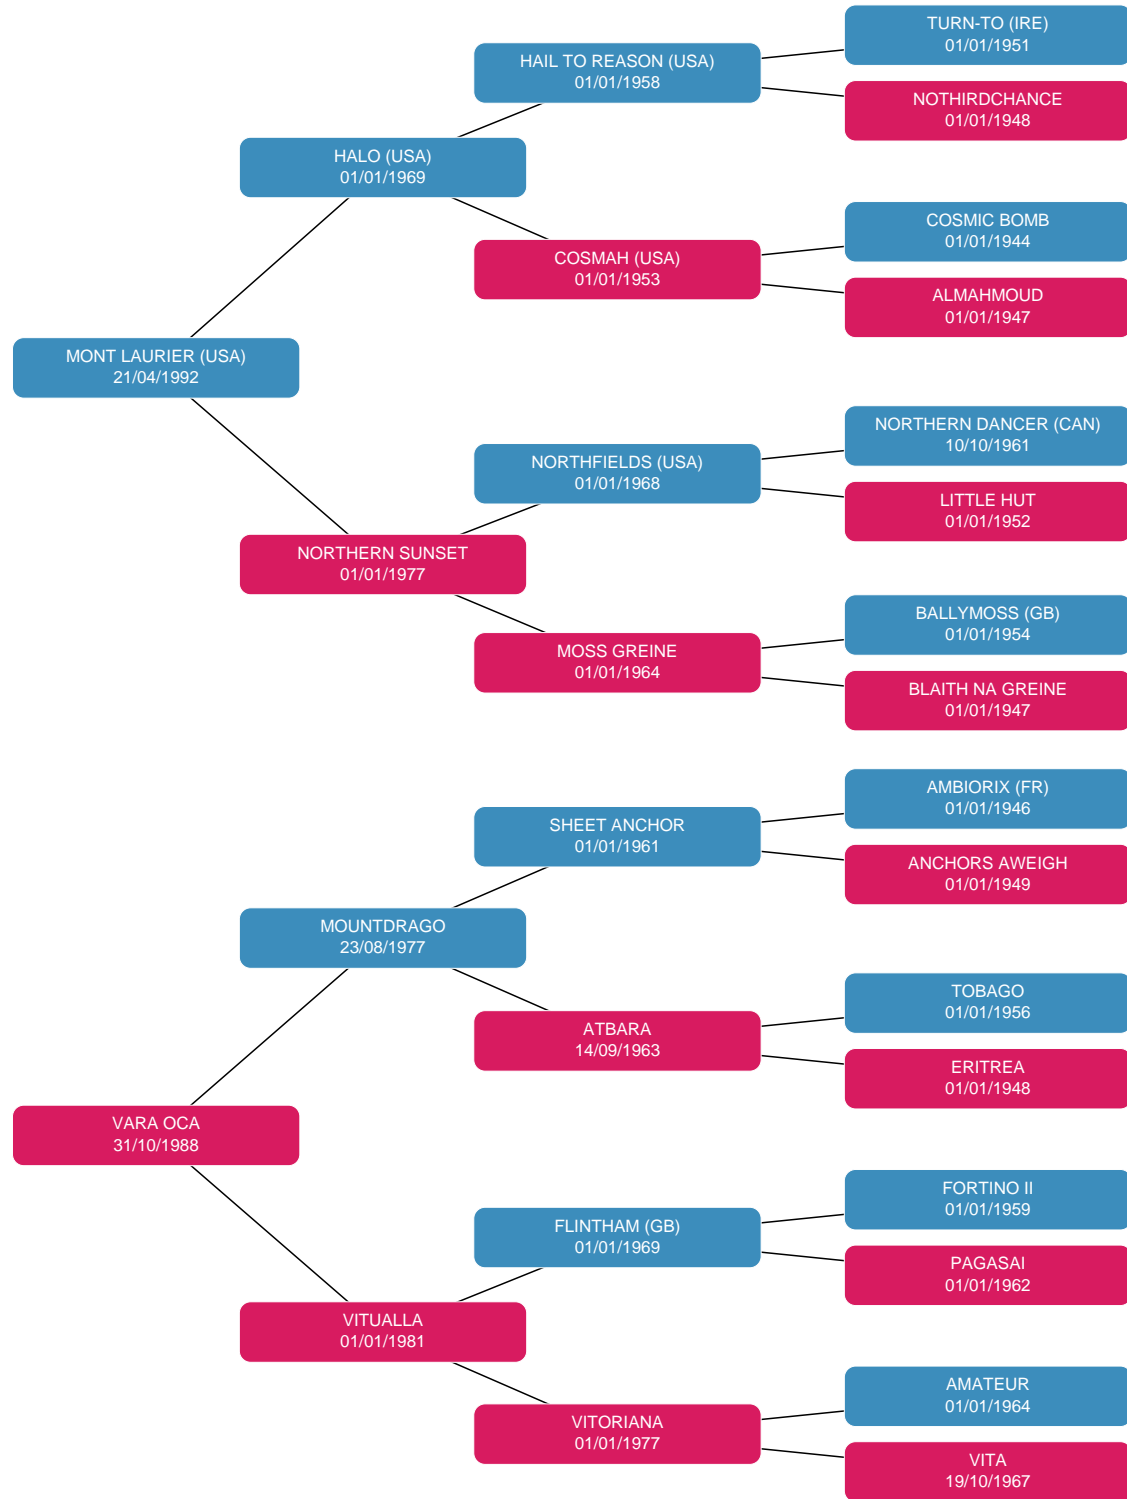 TURN-TO (IRE)
01/01/1951
HAIL TO REASON (USA)
01/01/1958
NOTHIRDCHANCE
01/01/1948
HALO (USA)
01/01/1969
COSMIC BOMB
01/01/1944
COSMAH (USA)
01/01/1953
ALMAHMOUD
01/01/1947
MONT LAURIER (USA)
21/04/1992
NORTHERN DANCER (CAN)
10/10/1961
NORTHFIELDS (USA)
01/01/1968
LITTLE HUT
01/01/1952
NORTHERN SUNSET
01/01/1977
BALLYMOSS (GB)
01/01/1954
MOSS GREINE
01/01/1964
BLAITH NA GREINE
01/01/1947
AMBIORIX (FR)
01/01/1946
SHEET ANCHOR
01/01/1961
ANCHORS AWEIGH
01/01/1949
MOUNTDRAGO
23/08/1977
TOBAGO
01/01/1956
ATBARA
14/09/1963
ERITREA
01/01/1948
VARA OCA
31/10/1988
FORTINO II
01/01/1959
FLINTHAM (GB)
01/01/1969
PAGASAI
01/01/1962
VITUALLA
01/01/1981
AMATEUR
01/01/1964
VITORIANA
01/01/1977
VITA
19/10/1967